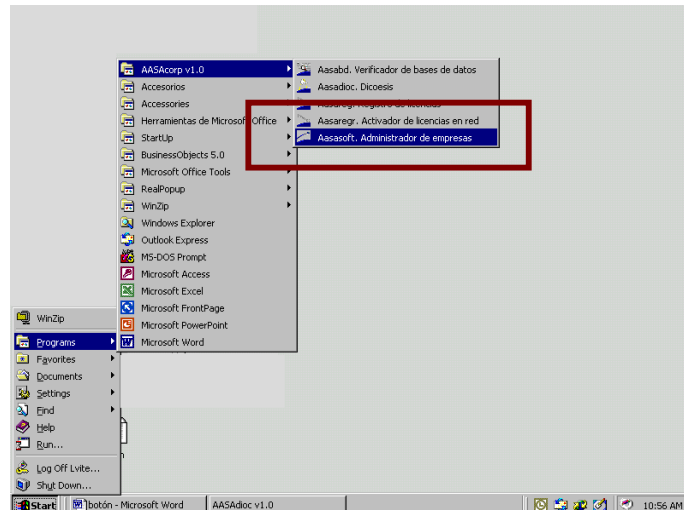 AASAcorp v1.0
Accesorios
Accessories
Herramientas de Microsoft Office
StartUp
BusinessObjects 5.0
Microsoft Office Tools
RealPopup
WinZip
Windows Explorer
Outlook Express
MS-DOS Prompt
Microsoft Access
Microsoft Excel
Microsoft FrontPage
Microsoft PowerPoint
Microsoft Word
Aasabd. Verificador de bases de datos
Aasadioc. Dicoesis
Aasaregi. Registro de licencias
Aasaregr. Activador de licencias en red
Aasasoft. Administrador de empresas
WinZip
Programs
Favorites
Documents
Settings
Find
Help
Run...
Log Off Lvite...
Shut Down...
Start
botón - Microsoft Word
AASAdioc v1.0
10:56 AM